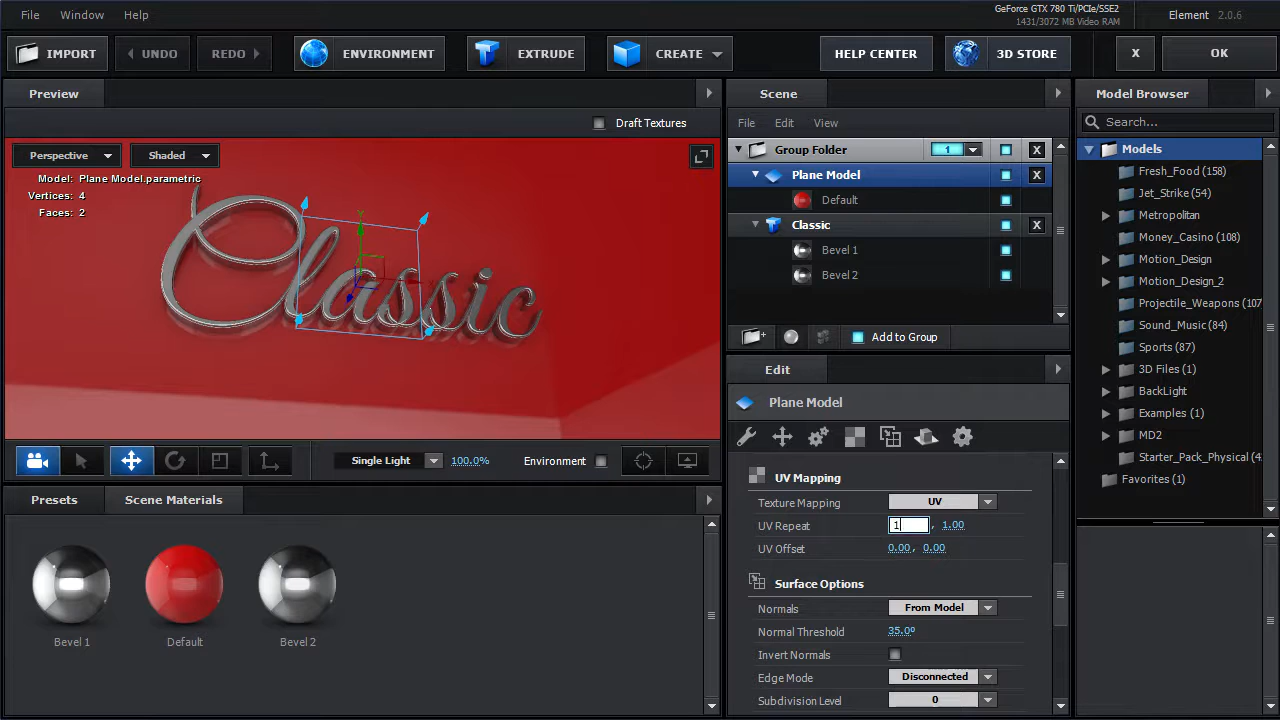 File Window Help
GeForce GTX 780 Ti/PCIe/SSE2
1431/3072 MB Video RAM
Element 2.0.6
IMPORT UNDO REDO ENVIRONMENT EXTRUDE CREATE HELP CENTER 3D STORE X OK
Preview
Draft Textures
Perspective Shaded
Model: Plane Model.parametric
Vertices: 4
Faces: 2
Classic
Single Light 100.0% Environment
Presets Scene Materials
Bevel 1 Default Bevel 2
Scene
File Edit View
Group Folder 1 X
Plane Model X
Default
Classic X
Bevel 1
Bevel 2
Add to Group
Edit
Plane Model
UV Mapping
Texture Mapping UV
UV Repeat 1, 1.00
UV Offset 0.00, 0.00
Surface Options
Normals From Model
Normal Threshold 35.0º
Invert Normals
Edge Mode Disconnected
Subdivision Level 0
Model Browser
Search...
Models
Fresh_Food (158)
Jet_Strike (54)
Metropolitan
Money_Casino (108)
Motion_Design
Motion_Design_2
Projectile_Weapons (107
Sound_Music (84)
Sports (87)
3D Files (1)
BackLight
Examples (1)
MD2
Starter_Pack_Physical (4
Favorites (1)